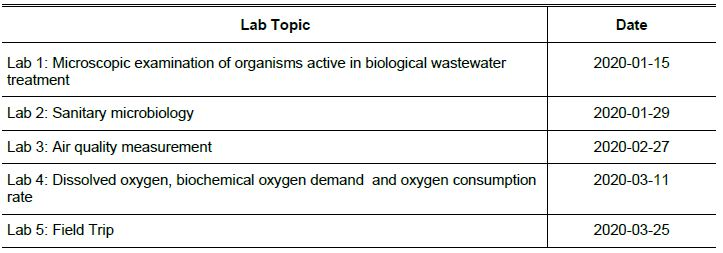 Lab Topic Date
Lab 1: Microscopic examination of organisms active in biological wastewater 2020-01-15
treatment
Lab 2: Sanitary microbiology 2020-01-29
Lab 3: Air quality measurement 2020-02-27
Lab 4: Dissolved oxygen, biochemical oxygen demand and oxygen consumption 2020-03-11
rate
Lab 5: Field Trip 2020-03-25